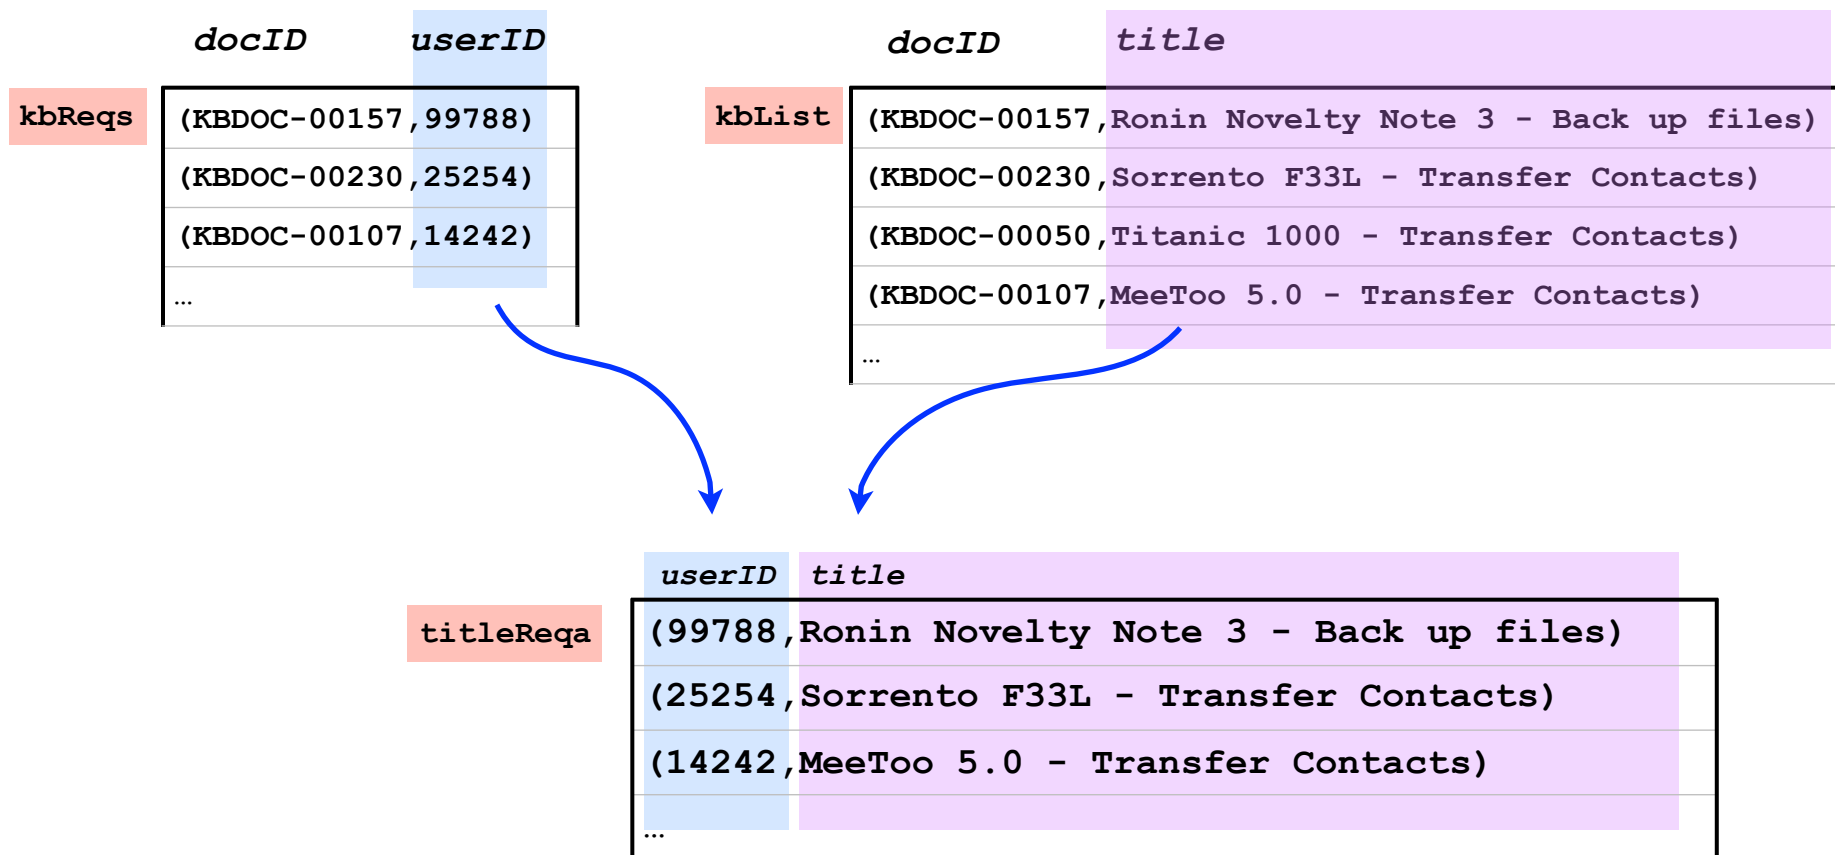 docID userID
kbReqs
(KBDOC-00157,99788)
(KBDOC-00230,25254)
(KBDOC-00107,14242)
…
docID title
kbList
(KBDOC-00157,Ronin Novelty Note 3 - Back up files)
(KBDOC-00230,Sorrento F33L - Transfer Contacts)
(KBDOC-00050,Titanic 1000 - Transfer Contacts)
(KBDOC-00107,MeeToo 5.0 - Transfer Contacts)
…
userID title
titleReqa
(99788,Ronin Novelty Note 3 - Back up files)
(25254,Sorrento F33L - Transfer Contacts)
(14242,MeeToo 5.0 - Transfer Contacts)
…